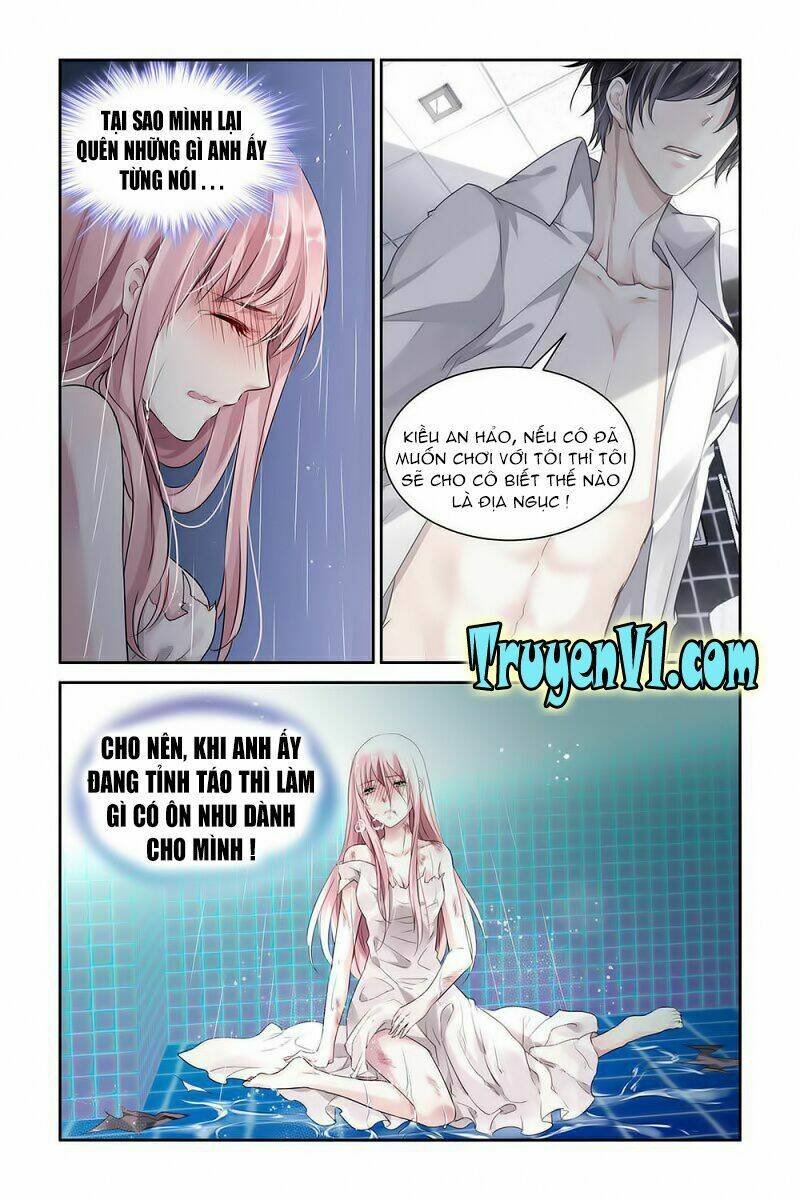 TẠI SAO MÌNH LẠI
QUÊN NHỮNG GÌ ANH ẤY
TỪNG NÓI . . .
KIỀU AN HẢO, NẾU CÔ ĐÃ
MUỐN CHƠI VỚI TÔI THÌ TÔI
SẼ CHO CÔ BIẾT THẾ NÀO
LÀ ĐỊA NGỤC !
TruyenV1.com
CHO NÊN, KHI ANH ẤY
ĐANG TỈNH TÁO THÌ LÀM
GÌ CÓ ÔN NHU DÀNH
CHO MÌNH !